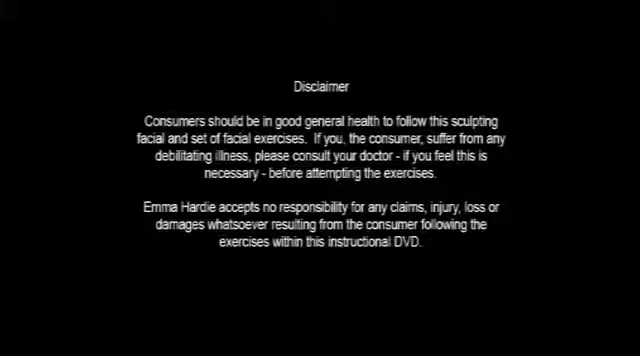 Disclaimer
Consumers should be in good general health to follow this sculpting
facial and set of facial exercises. If you, the consumer, suffer from any
debilitating illness, please consult your doctor - if you feel this is
necessary - before attempting the exercises.
Emma Hardie accepts no responsibility for any claims, injury, loss or
damages whatsoever resulting from the consumer following the
exercises within this instructional DVD.